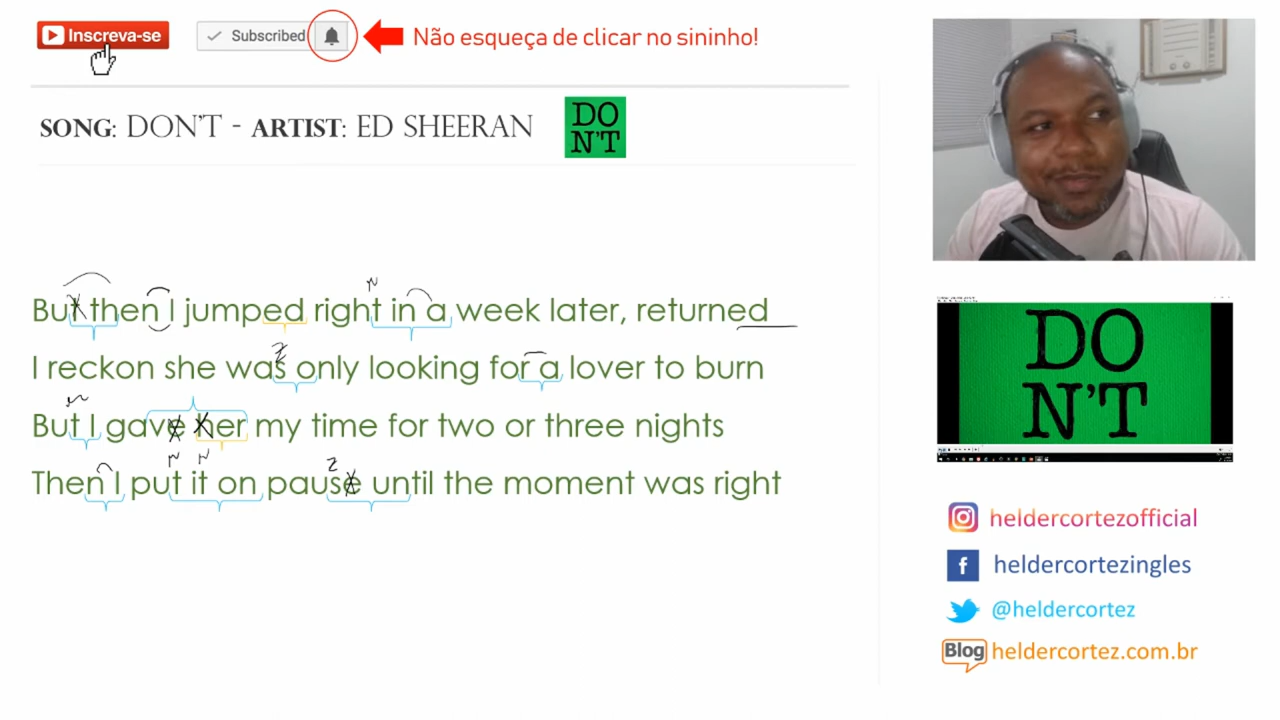 Inscreva-se
Subscribed
Não esqueça de clicar no sininho!
SONG: DON'T - ARTIST: ED SHEERAN
DO
N'T
But then I jumped right in a week later, returned
I reckon she was only looking for a lover to burn
But I gave her my time for two or three nights
Then I put it on pause until the moment was right
N
z
N N
z
DO
N'T
heldercortezofficial
heldercortezingles
@heldercortez
Blog heldercortez.com.br